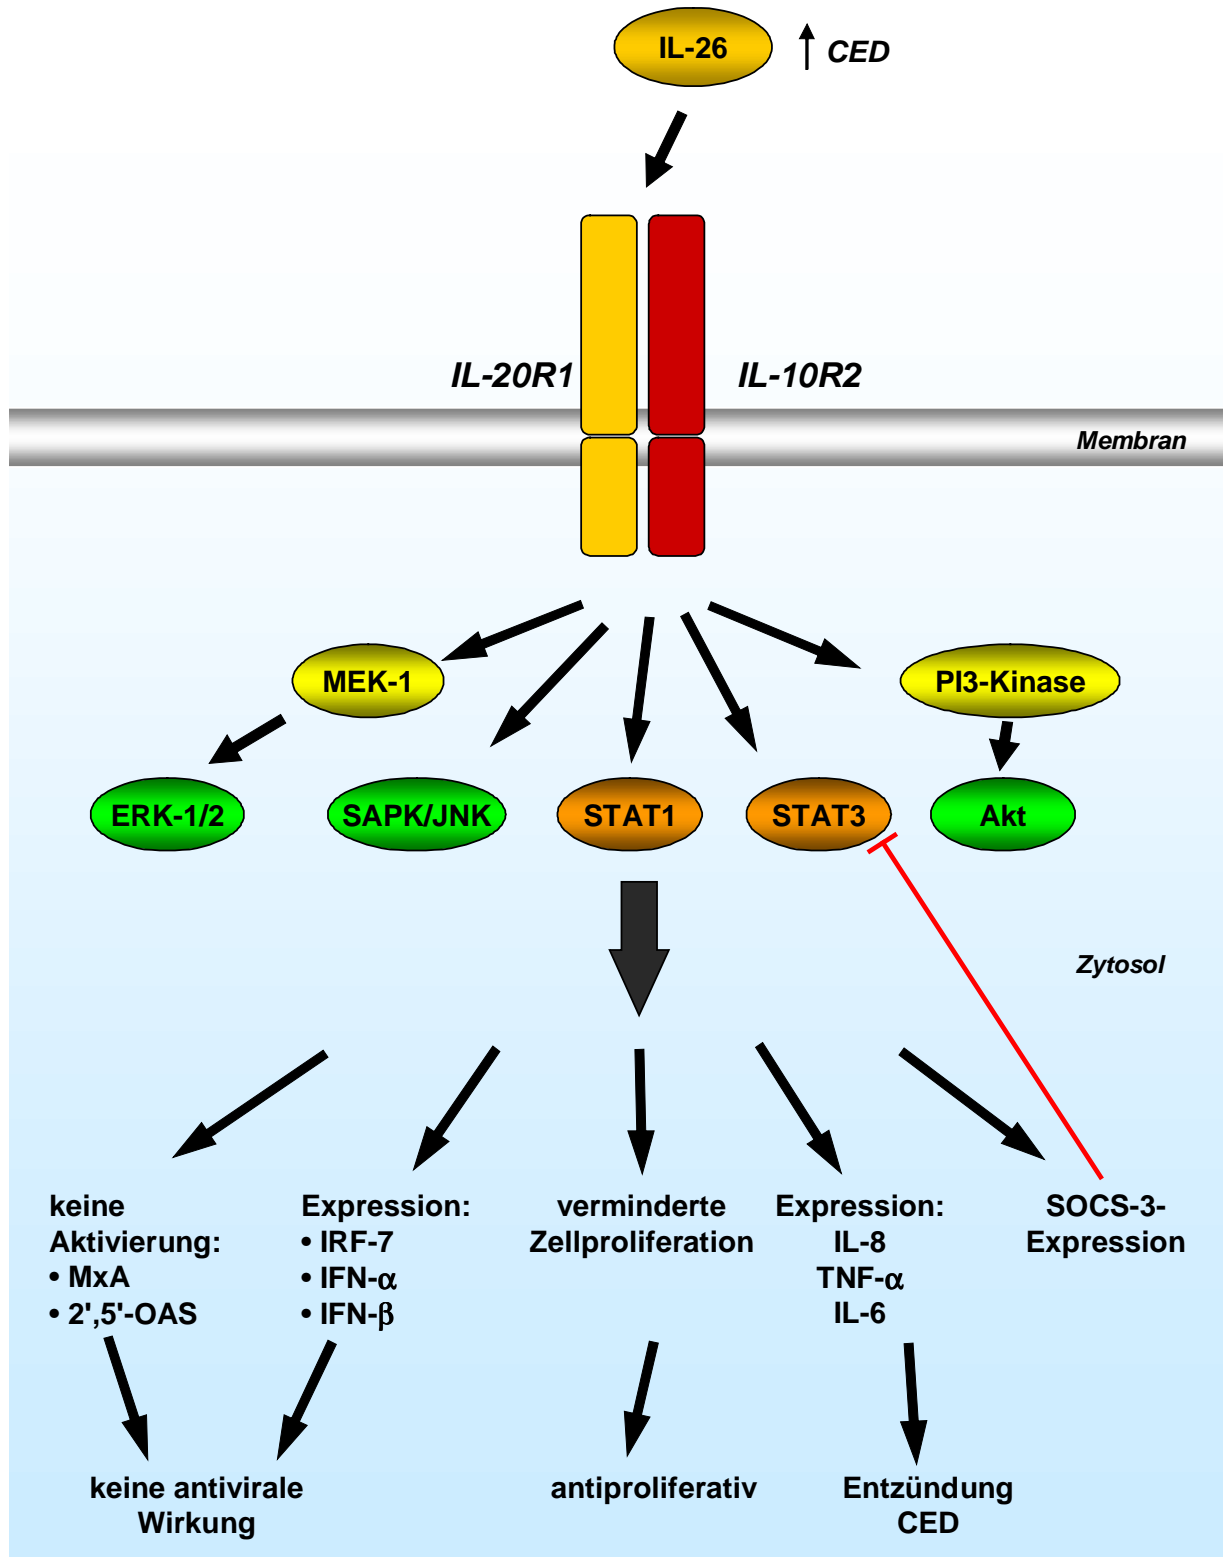 IL-26
CED
IL-20R1
IL-10R2
Membran
MEK-1
PI3-Kinase
ERK-1/2
SAPK/JNK
STAT1
STAT3
Akt
Zytosol
keine
Aktivierung:
• MxA
• 2',5'-OAS
Expression:
• IRF-7
• IFN-α
• IFN-β
verminderte
Zellproliferation
Expression:
IL-8
TNF-α
IL-6
SOCS-3-
Expression
keine antivirale
Wirkung
antiproliferativ
Entzündung
CED